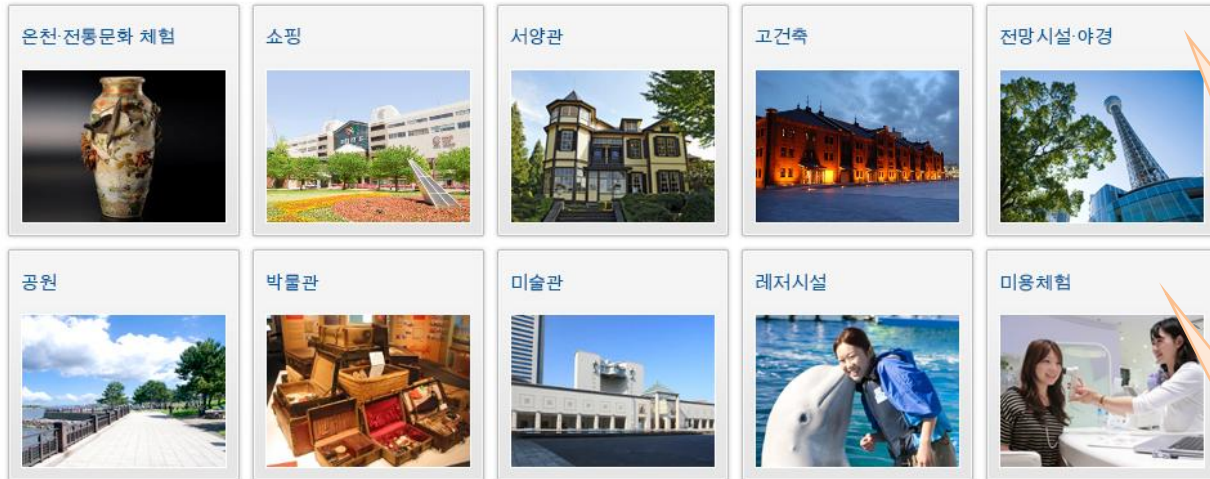 온천·전통문화 체험
쇼핑
서양관
고건축
전망시설·야경
공원
박물관
미술관
레저시설
미용체험